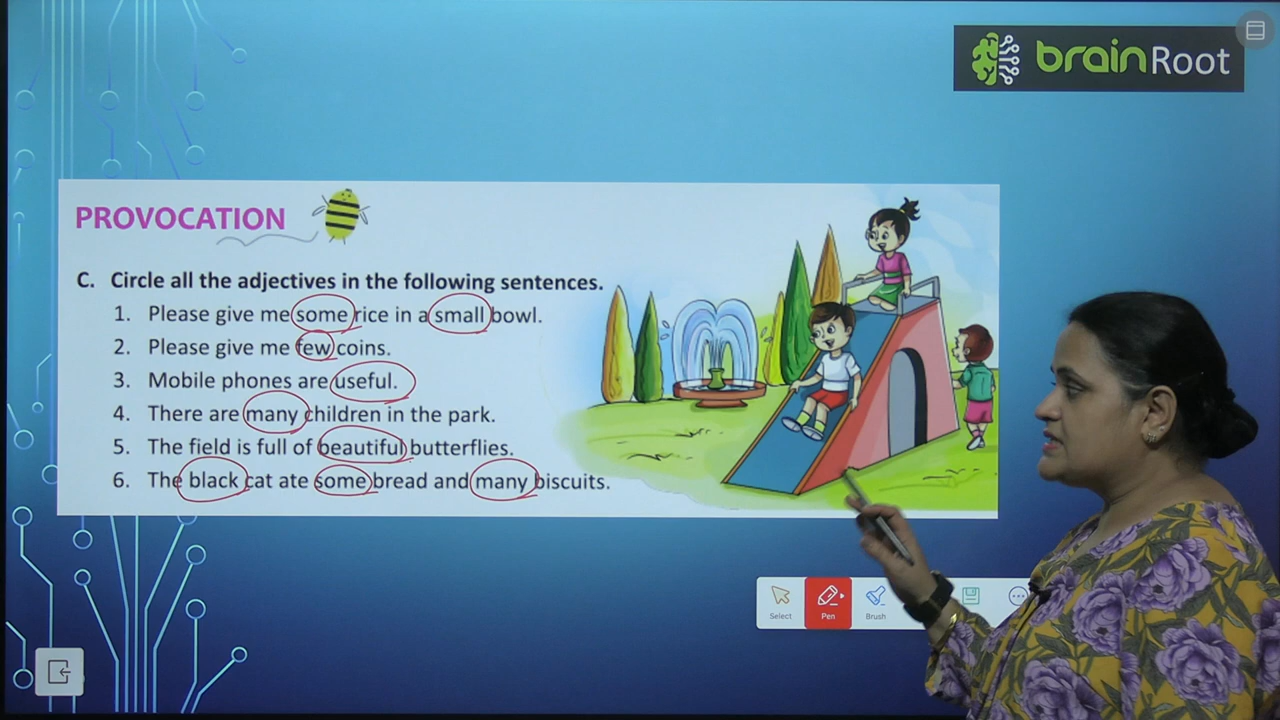 brainRoot
PROVOCATION
C. Circle all the adjectives in the following sentences.
1. Please give me some rice in a small bowl.
2. Please give me few coins.
3. Mobile phones are useful.
4. There are many children in the park.
5. The field is full of beautiful butterflies.
6. The black cat ate some bread and many biscuits.
Select Pen Brush